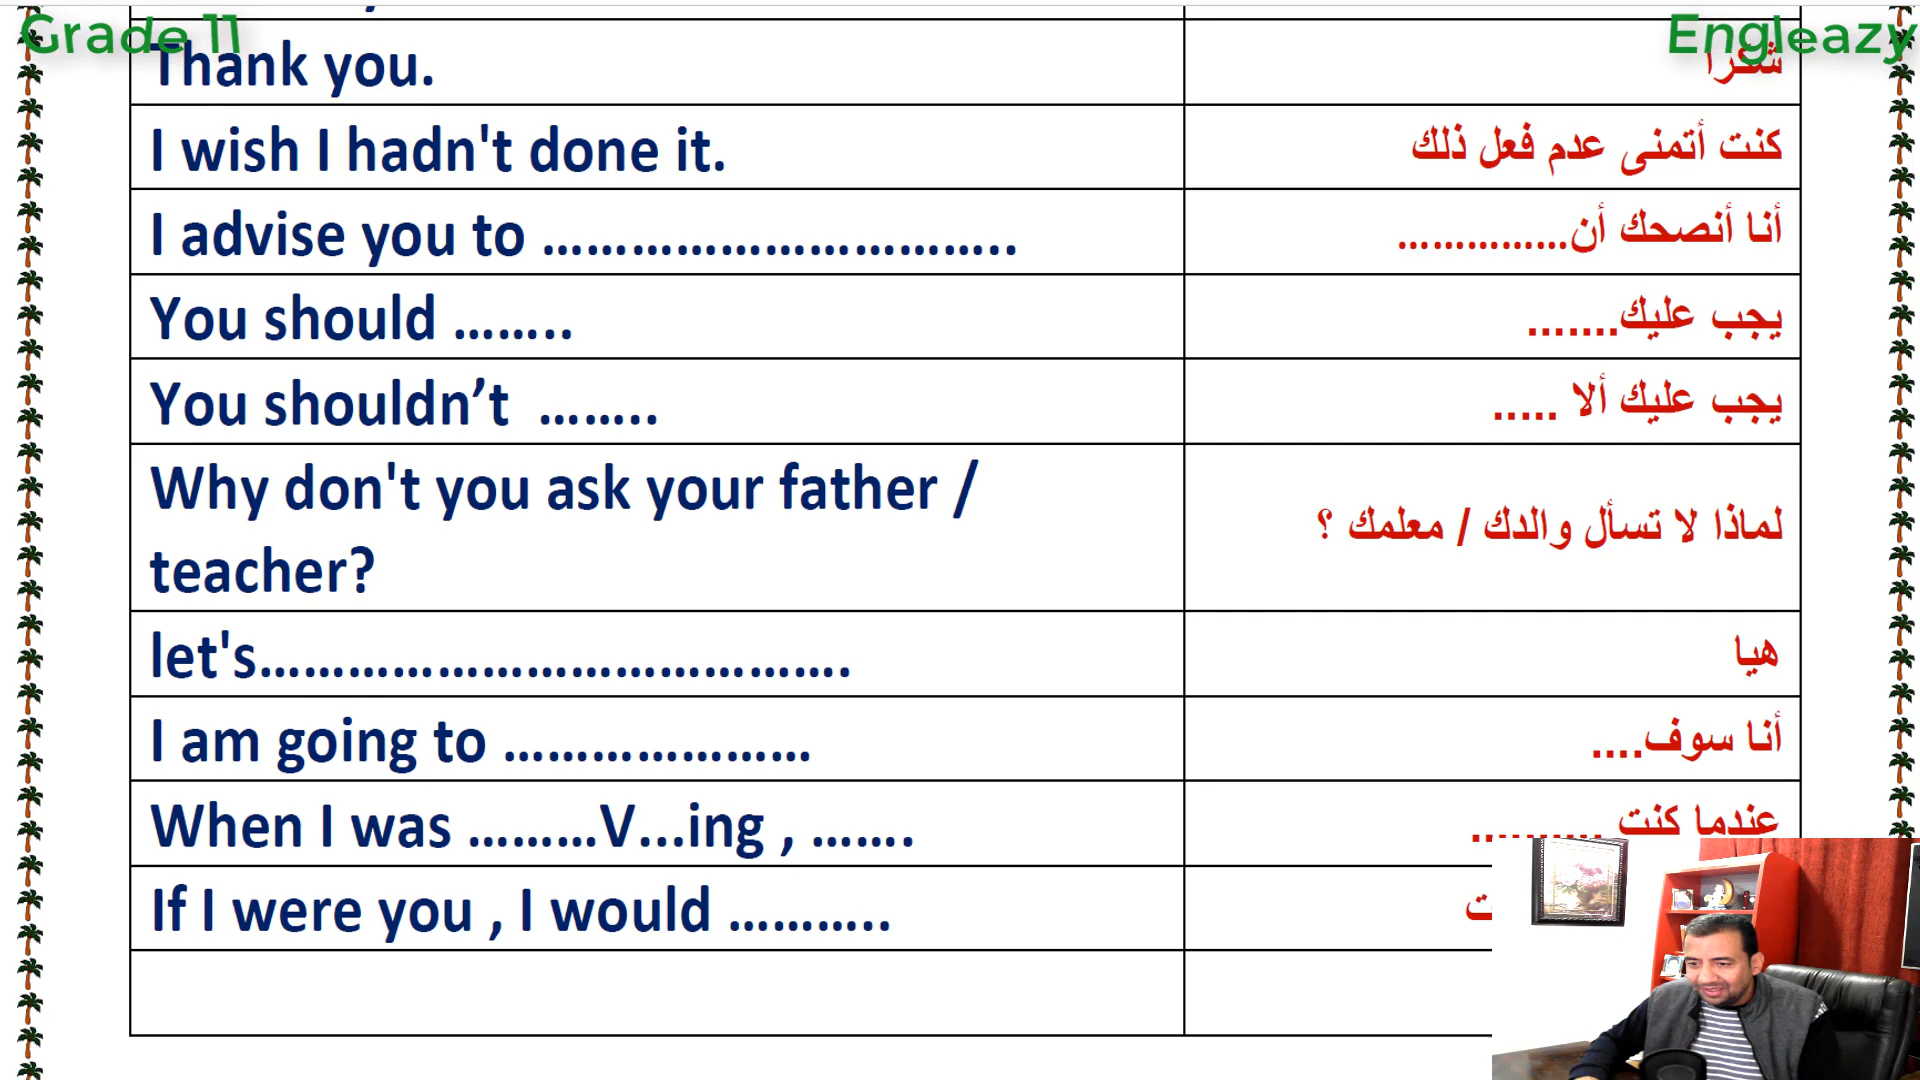 Grade 11
Engleazy
Thank you.
شكرا
I wish I hadn't done it.
كنت أتمنى عدم فعل ذلك
I advise you to …………………………..
أنا أنصحك أن……………
You should ……..
يجب عليك…….
You shouldn’t ……..
يجب عليك ألا …..
Why don't you ask your father /
teacher?
لماذا لا تسأل والدك / معلمك ؟
let's………………………………….
هيا
I am going to …………………
أنا سوف….
When I was ………V...ing , …….
عندما كنت ……….
If I were you , I would ………..